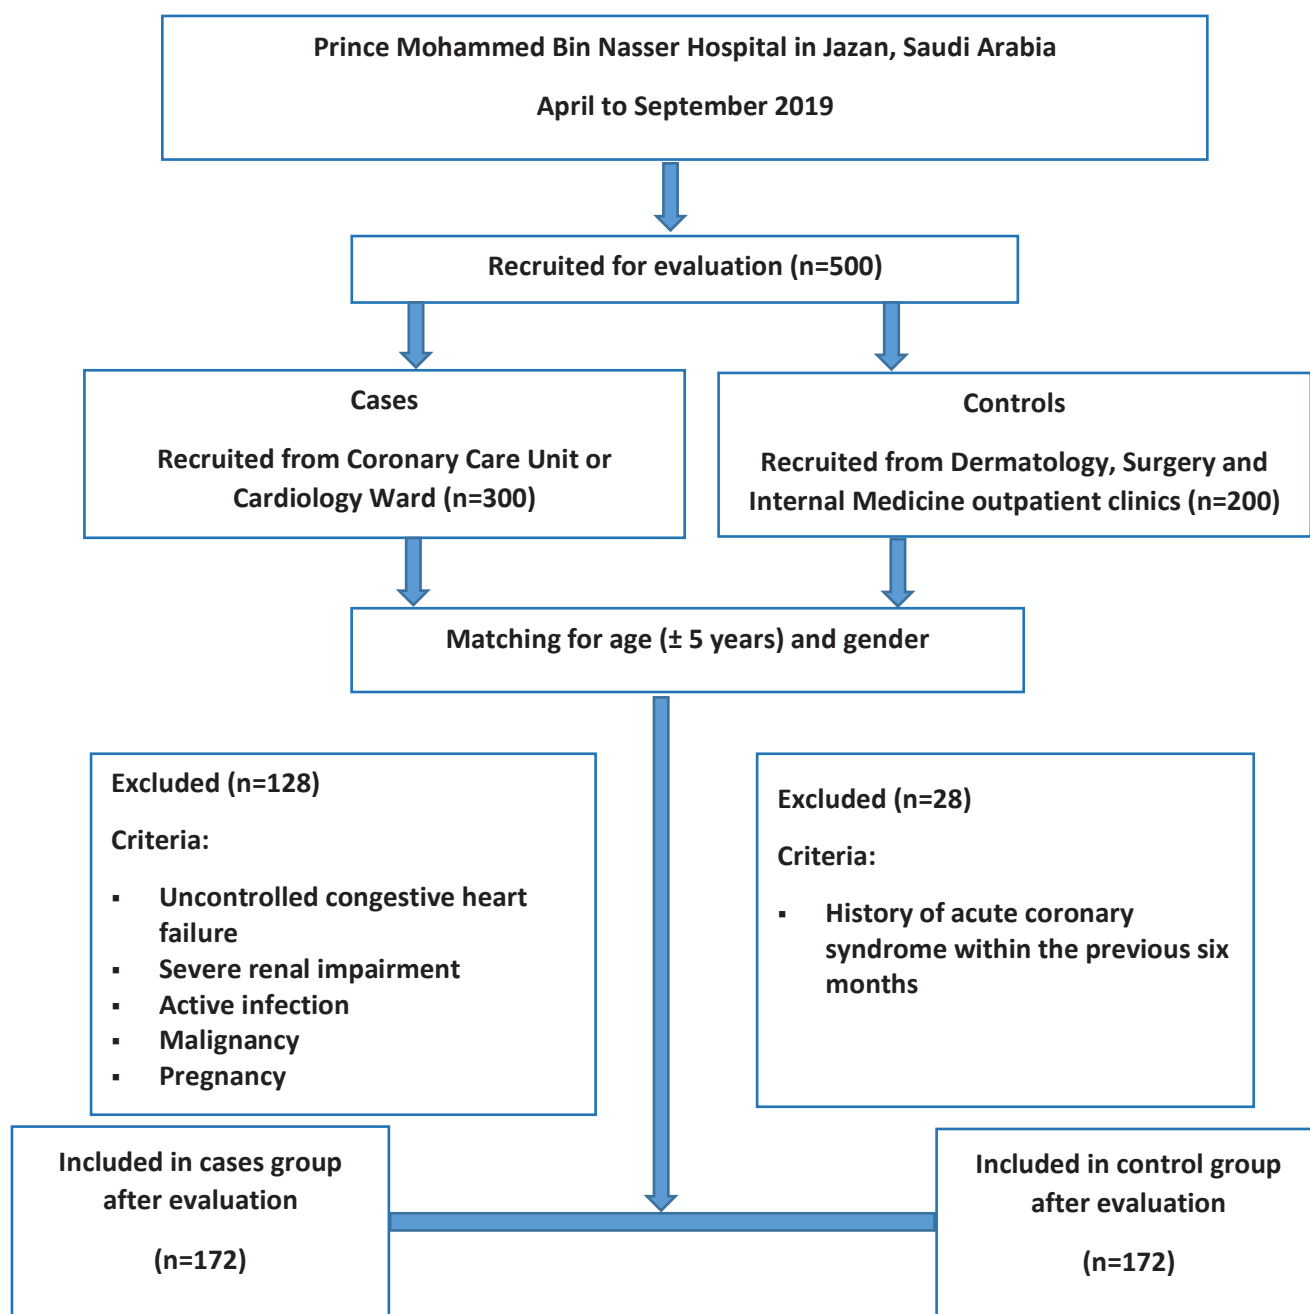 Prince Mohammed Bin Nasser Hospital in Jazan, Saudi Arabia
April to September 2019
Recruited for evaluation (n=500)
Cases
Recruited from Coronary Care Unit or
Cardiology Ward (n=300)
Controls
Recruited from Dermatology, Surgery and
Internal Medicine outpatient clinics (n=200)
Matching for age (± 5 years) and gender
Excluded (n=128)
Criteria:
▪ Uncontrolled congestive heart
failure
▪ Severe renal impairment
▪ Active infection
▪ Malignancy
▪ Pregnancy
Excluded (n=28)
Criteria:
▪ History of acute coronary
syndrome within the previous six
months
Included in cases group
after evaluation
(n=172)
Included in control group
after evaluation
(n=172)